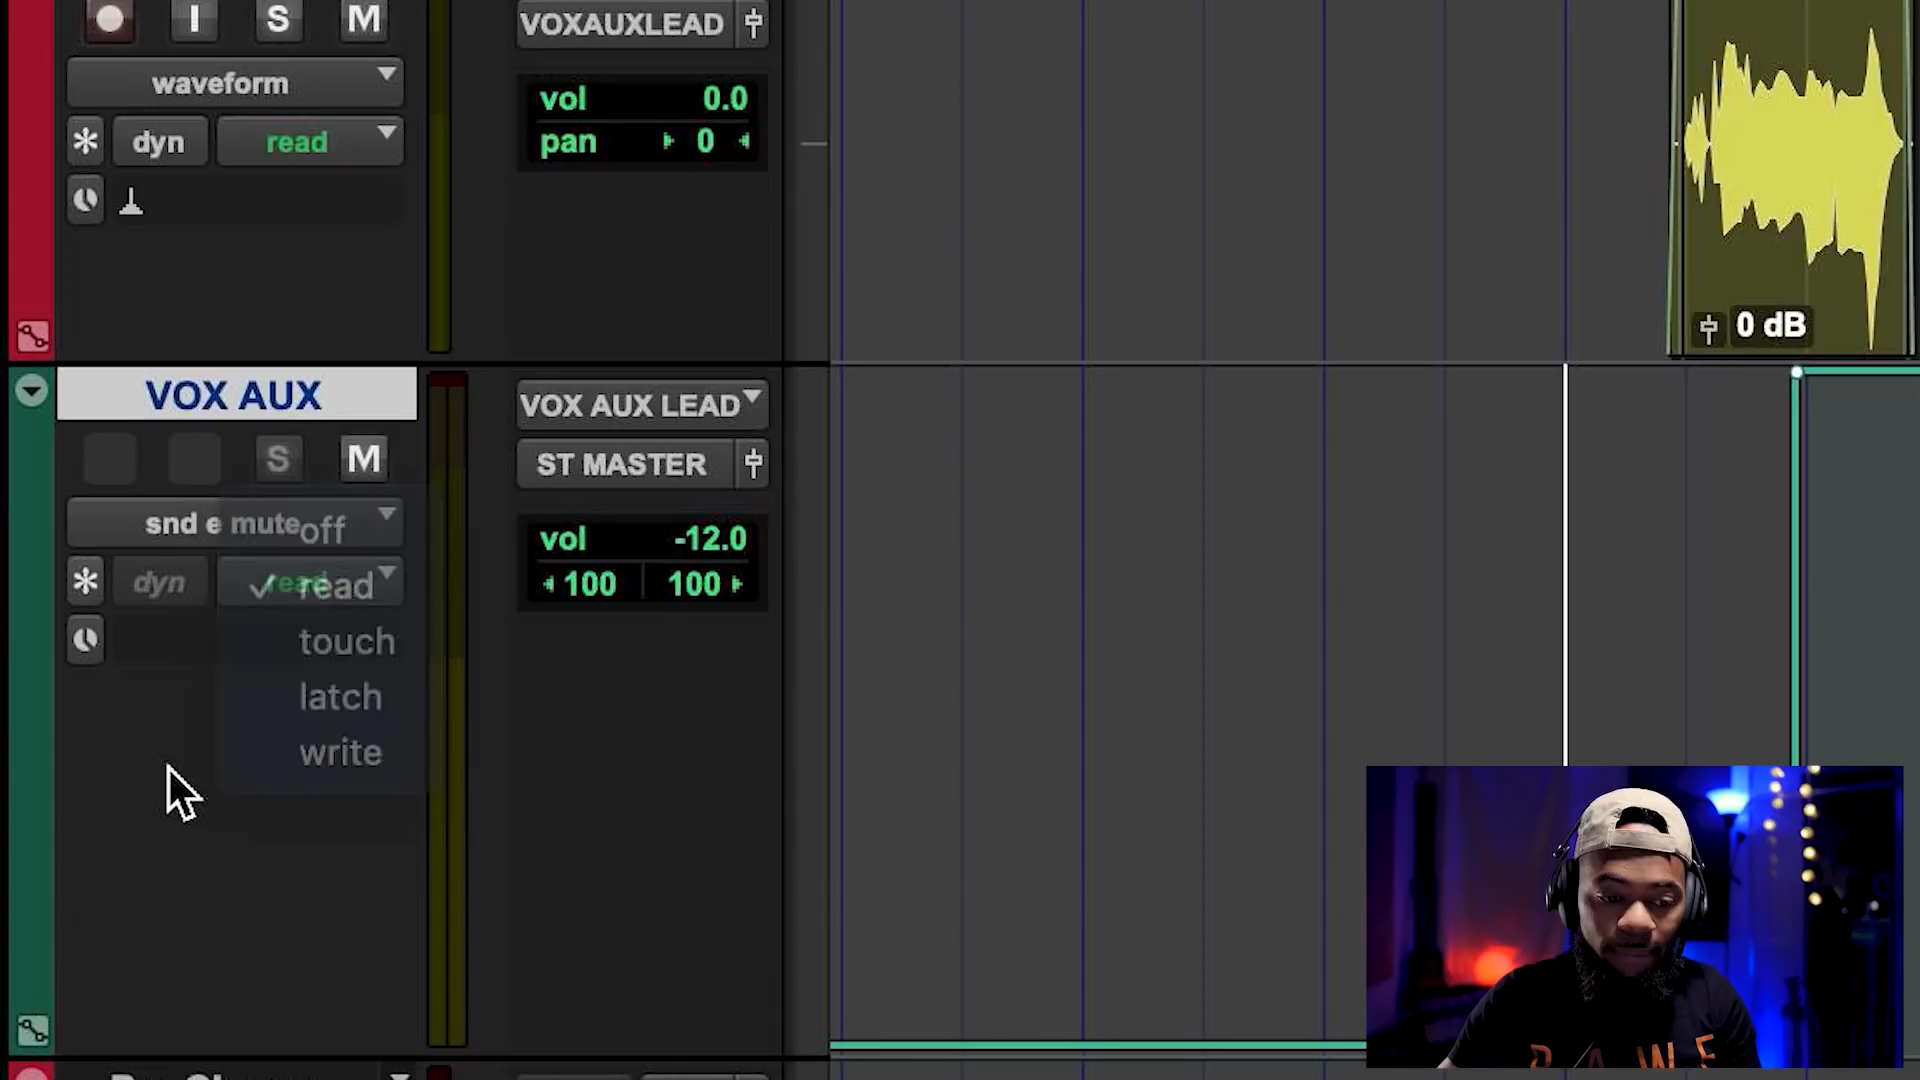 I S M
VOXAUXLEAD
waveform
vol 0.0
dyn read
pan 0
0 dB
VOX AUX
VOX AUX LEAD
S M
ST MASTER
snd e mute
off
vol -12.0
dyn read
read
100 100
touch
latch
write